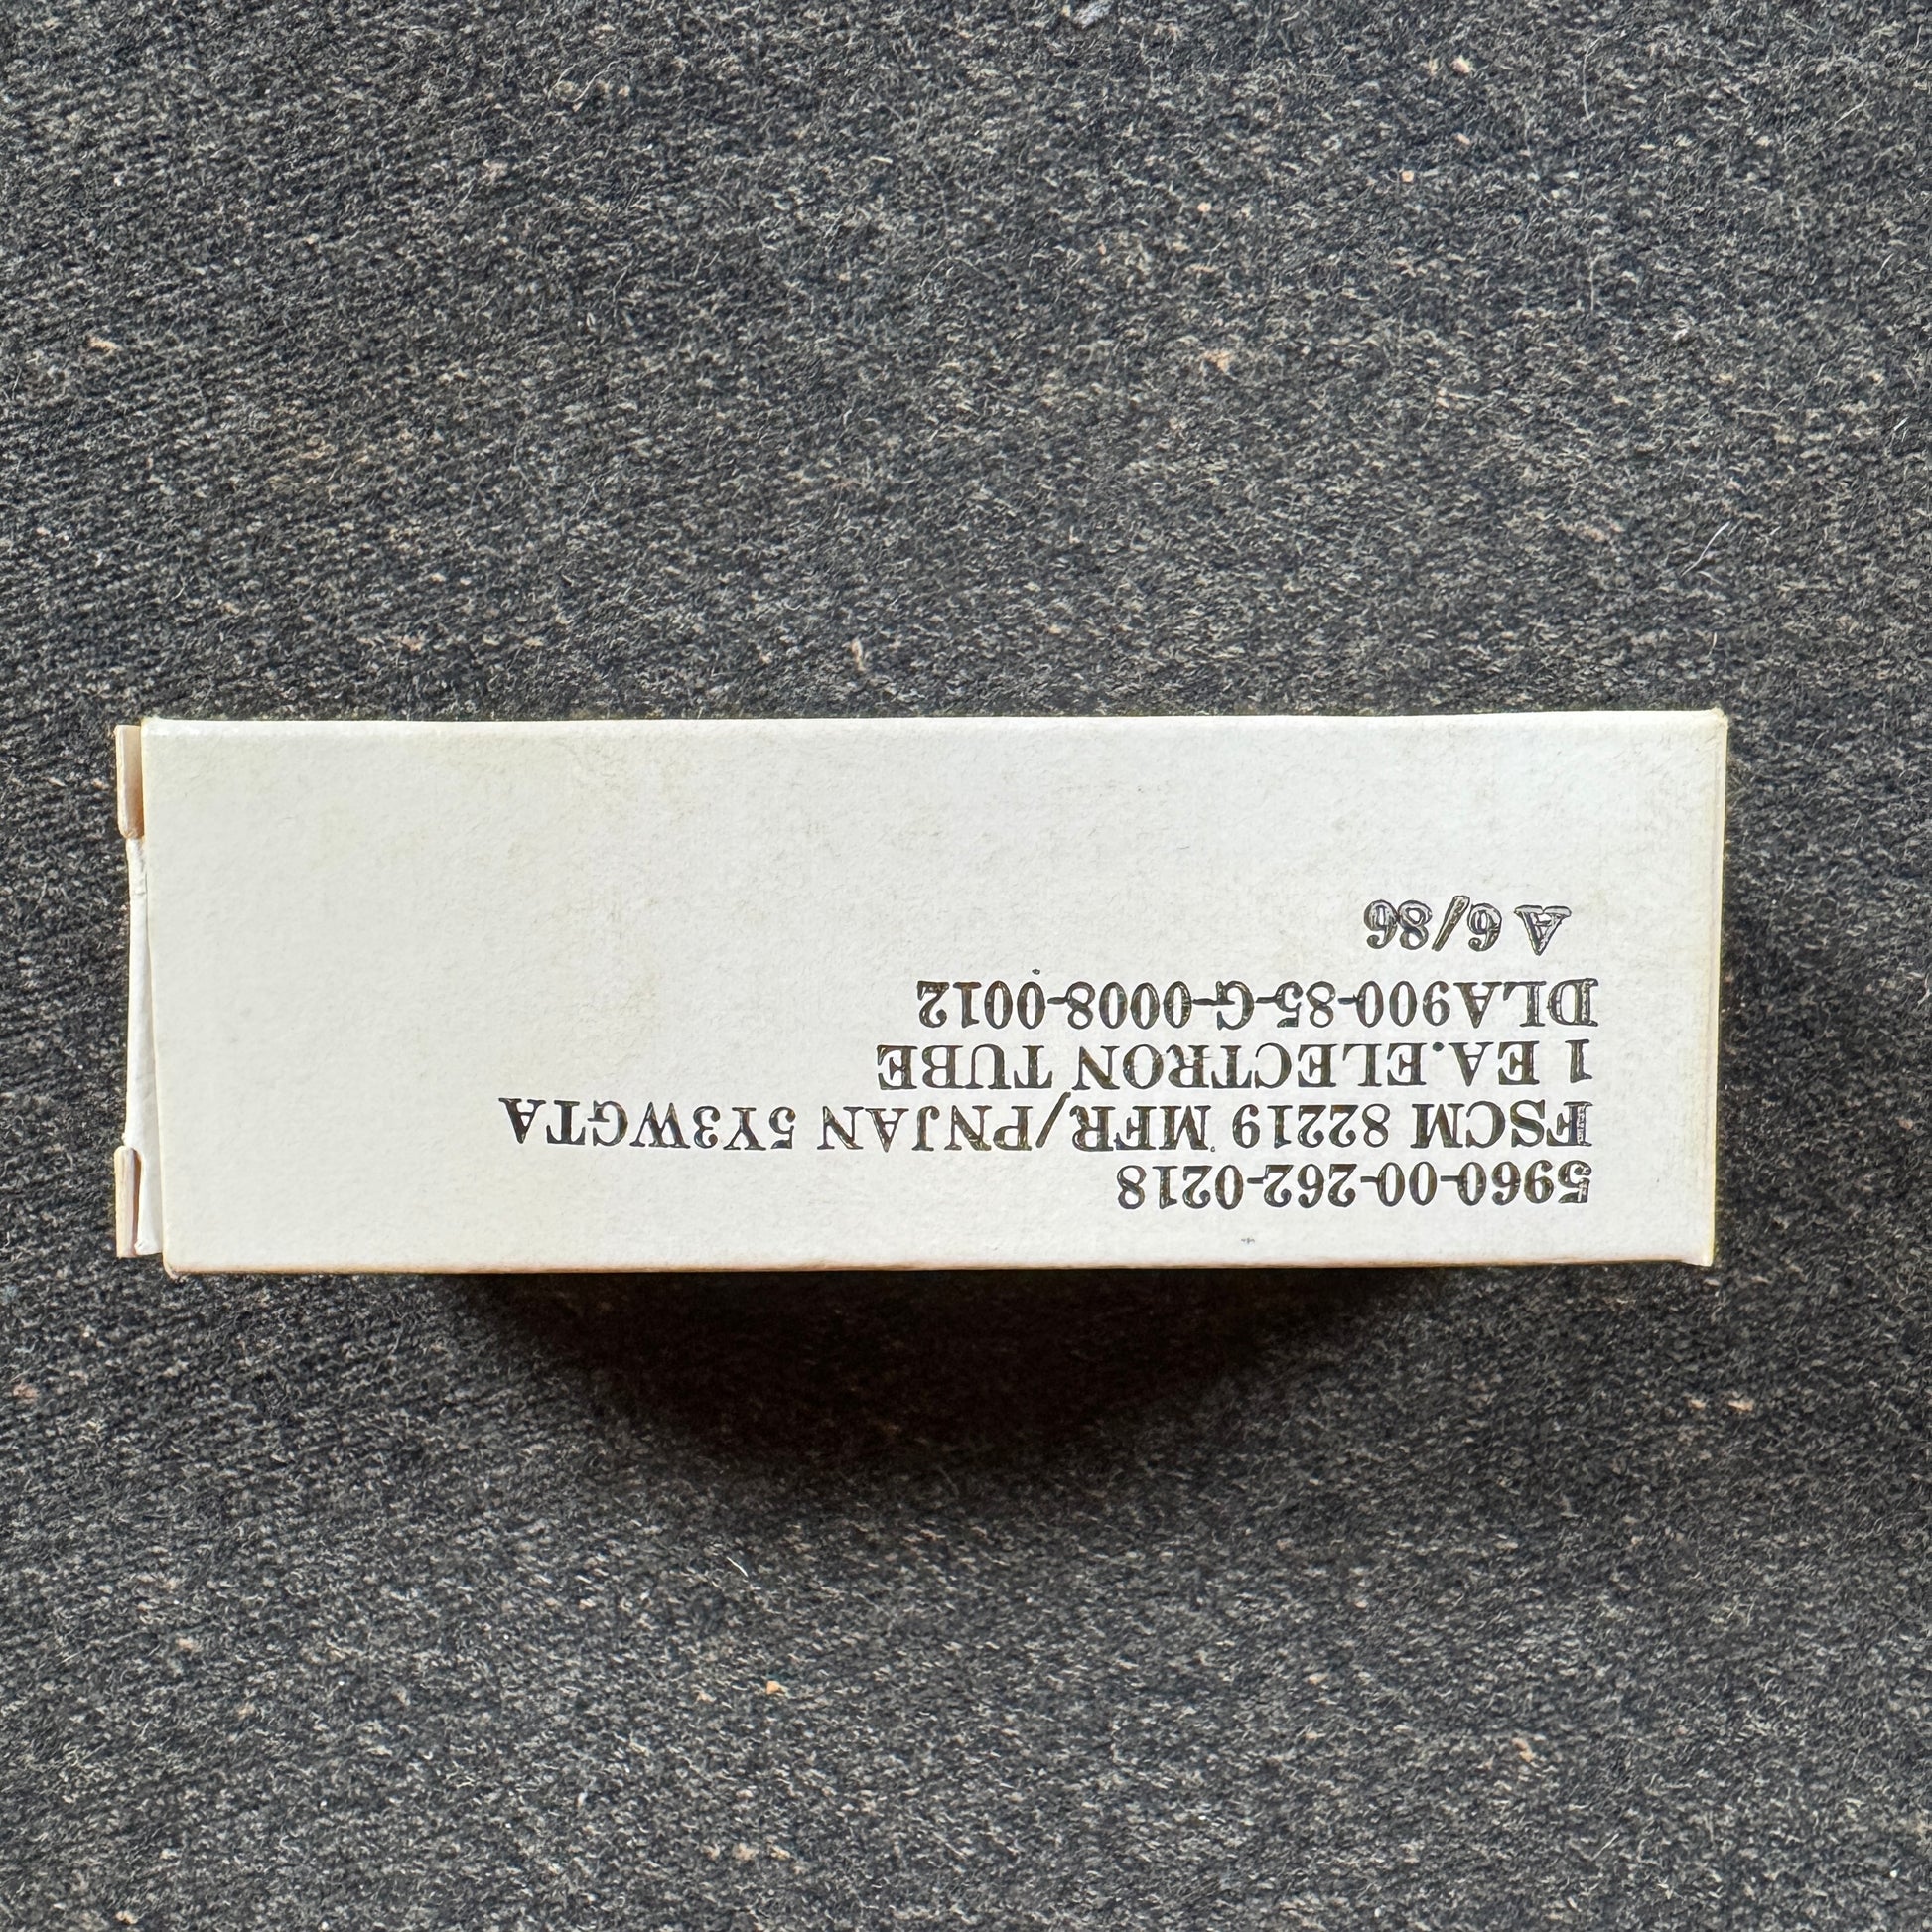 5960-00-262-0218
FSCM 82219 MFR/PNJAN 5Y3WGTA
1 EA.ELECTRON TUBE
DLA900-85-G-0008-0012
A 6/86